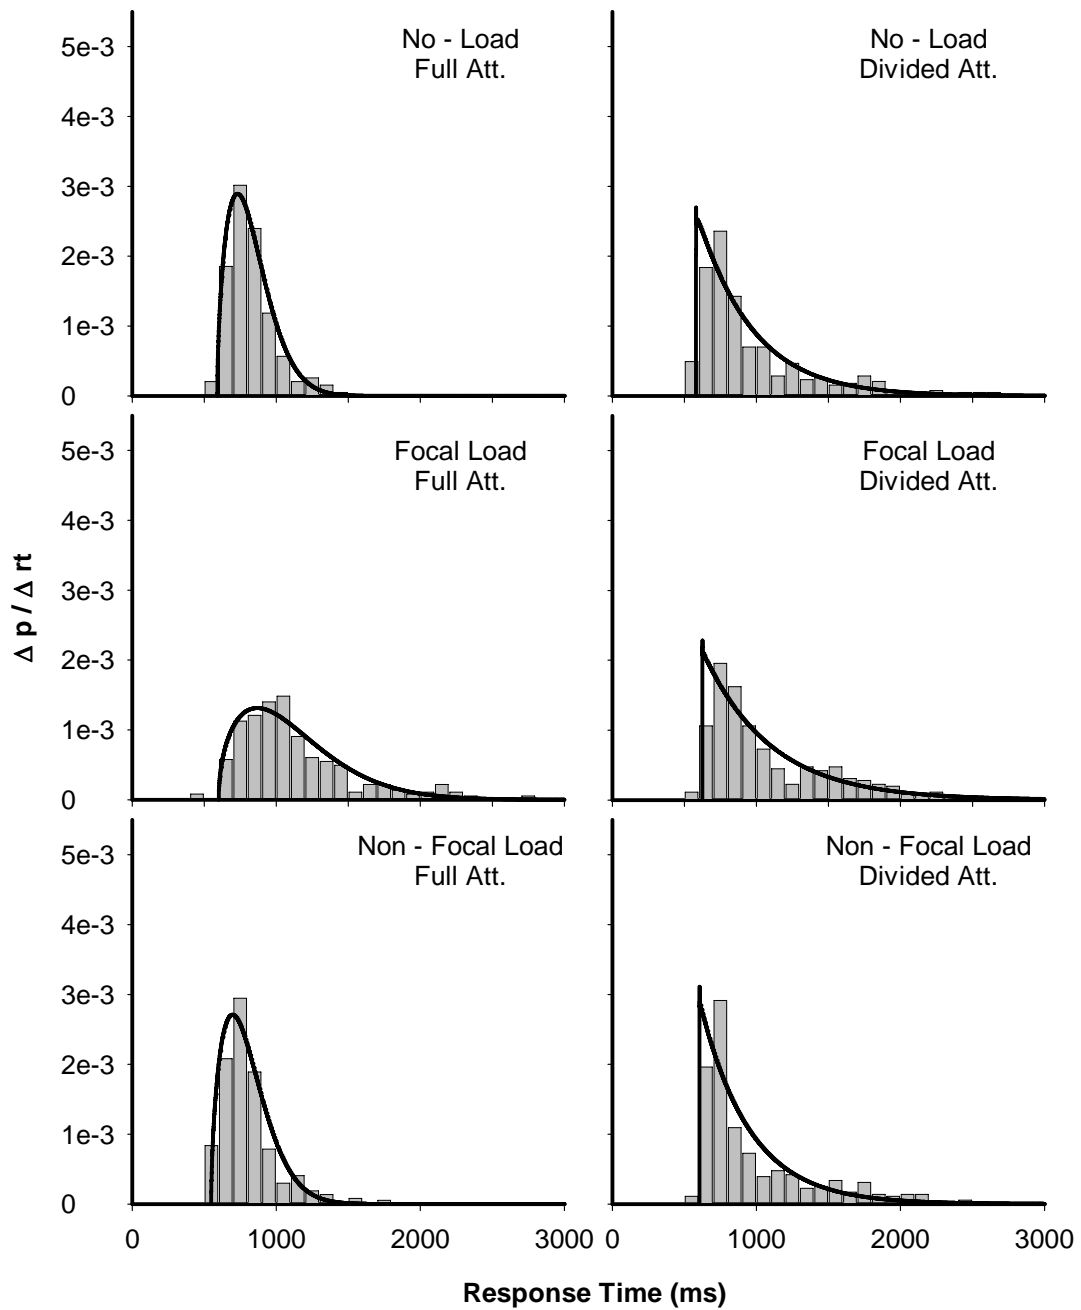 No - Load
Full Att.
No - Load
Divided Att.
5e-3
4e-3
3e-3
2e-3
1e-3
0
Focal Load
Full Att.
Focal Load
Divided Att.
5e-3
4e-3
3e-3
2e-3
1e-3
0
Δ p / Δ rt
Non - Focal Load
Full Att.
Non - Focal Load
Divided Att.
5e-3
4e-3
3e-3
2e-3
1e-3
0
0 1000 2000 3000 0 1000 2000 3000
Response Time (ms)